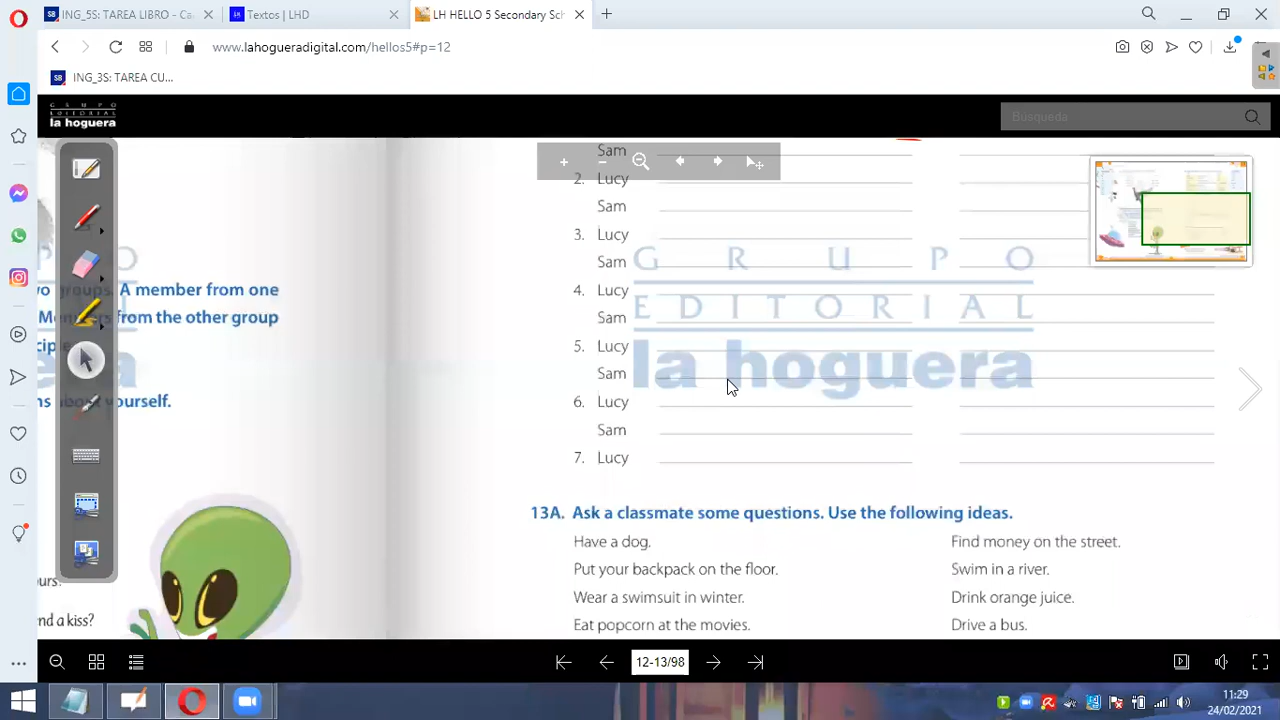 ING_5S: TAREA LIBRO - Ca
Textos | LHD
LH HELLO 5 Secondary Sch
www.lahogueradigital.com/hellos5#p=12
ING_3S: TAREA CU...
GRUPO
EDITORIAL
la hoguera
Búsqueda
Sam
2. Lucy
Sam
3. Lucy
Sam
4. Lucy
Sam
5. Lucy
Sam
6. Lucy
Sam
7. Lucy
GRUPO
EDITORIAL
la hoguera
groups. A member from one
from the other group
yourself.
13A. Ask a classmate some questions. Use the following ideas.
Have a dog.
Put your backpack on the floor.
Wear a swimsuit in winter.
Eat popcorn at the movies.
Find money on the street.
Swim in a river.
Drink orange juice.
Drive a bus.
a kiss?
12-13/98
11:29
24/02/2021